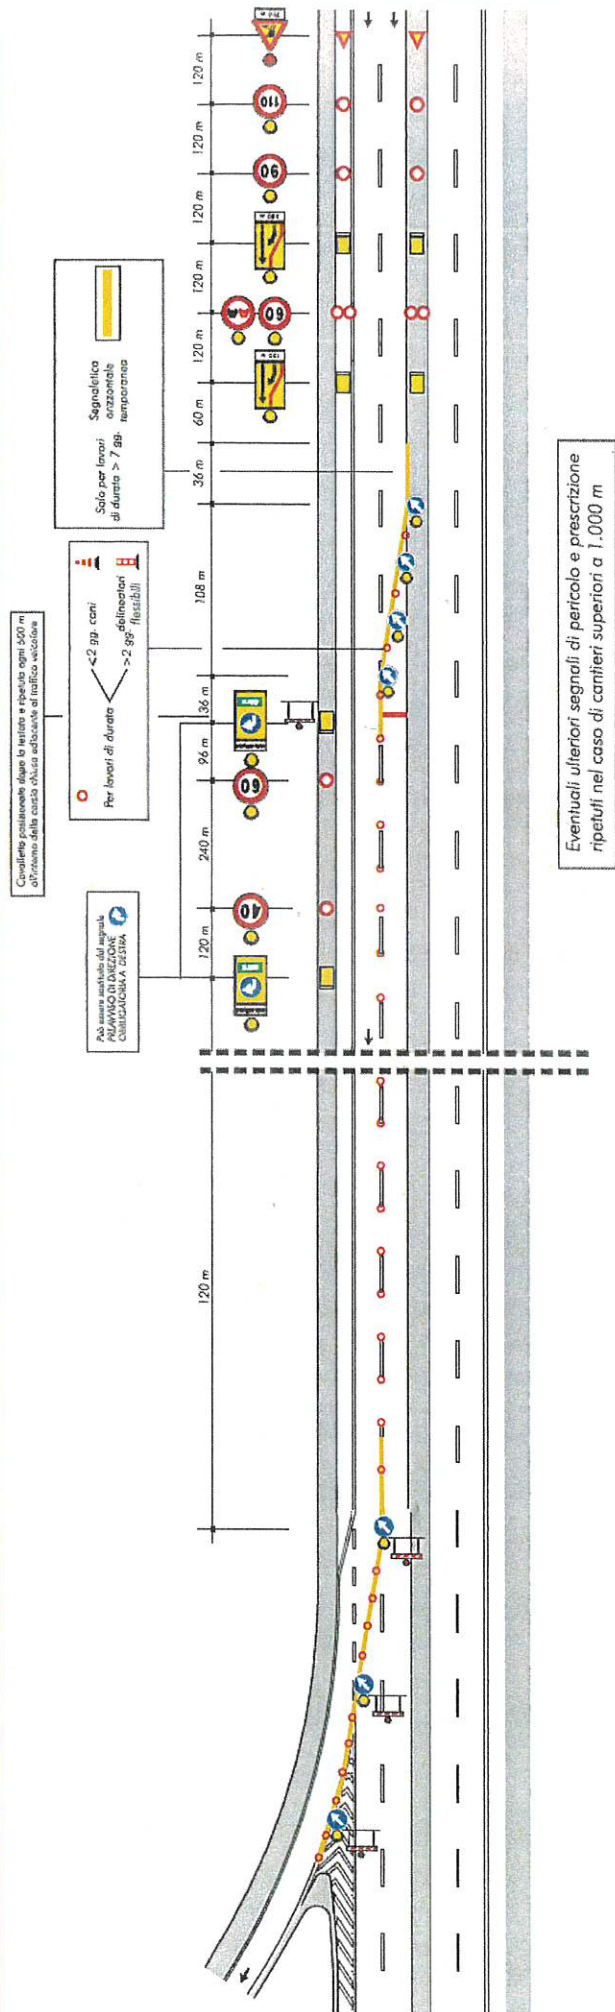 Cavalletto posizionato dopo la testata e ripetuto ogni 500 m
all'interno della corsia chiusa adiacente al traffico veicolare
Per lavori di durata
<2 gg. coni
>2 gg. delineatori
flessibili
Solo per lavori
di durata > 7 gg.
Segnaletica
orizzontale
temporanea
Può essere sostituito dal segnale
PREAVVISO DI DIREZIONE
OBBLIGATORIA A DESTRA
120 m
120 m
120 m
120 m
120 m
60 m
36 m
108 m
36 m
96 m
240 m
120 m
120 m
110
90
60
60
40
Eventuali ulteriori segnali di pericolo e prescrizione
ripetuti nel caso di cantieri superiori a 1.000 m